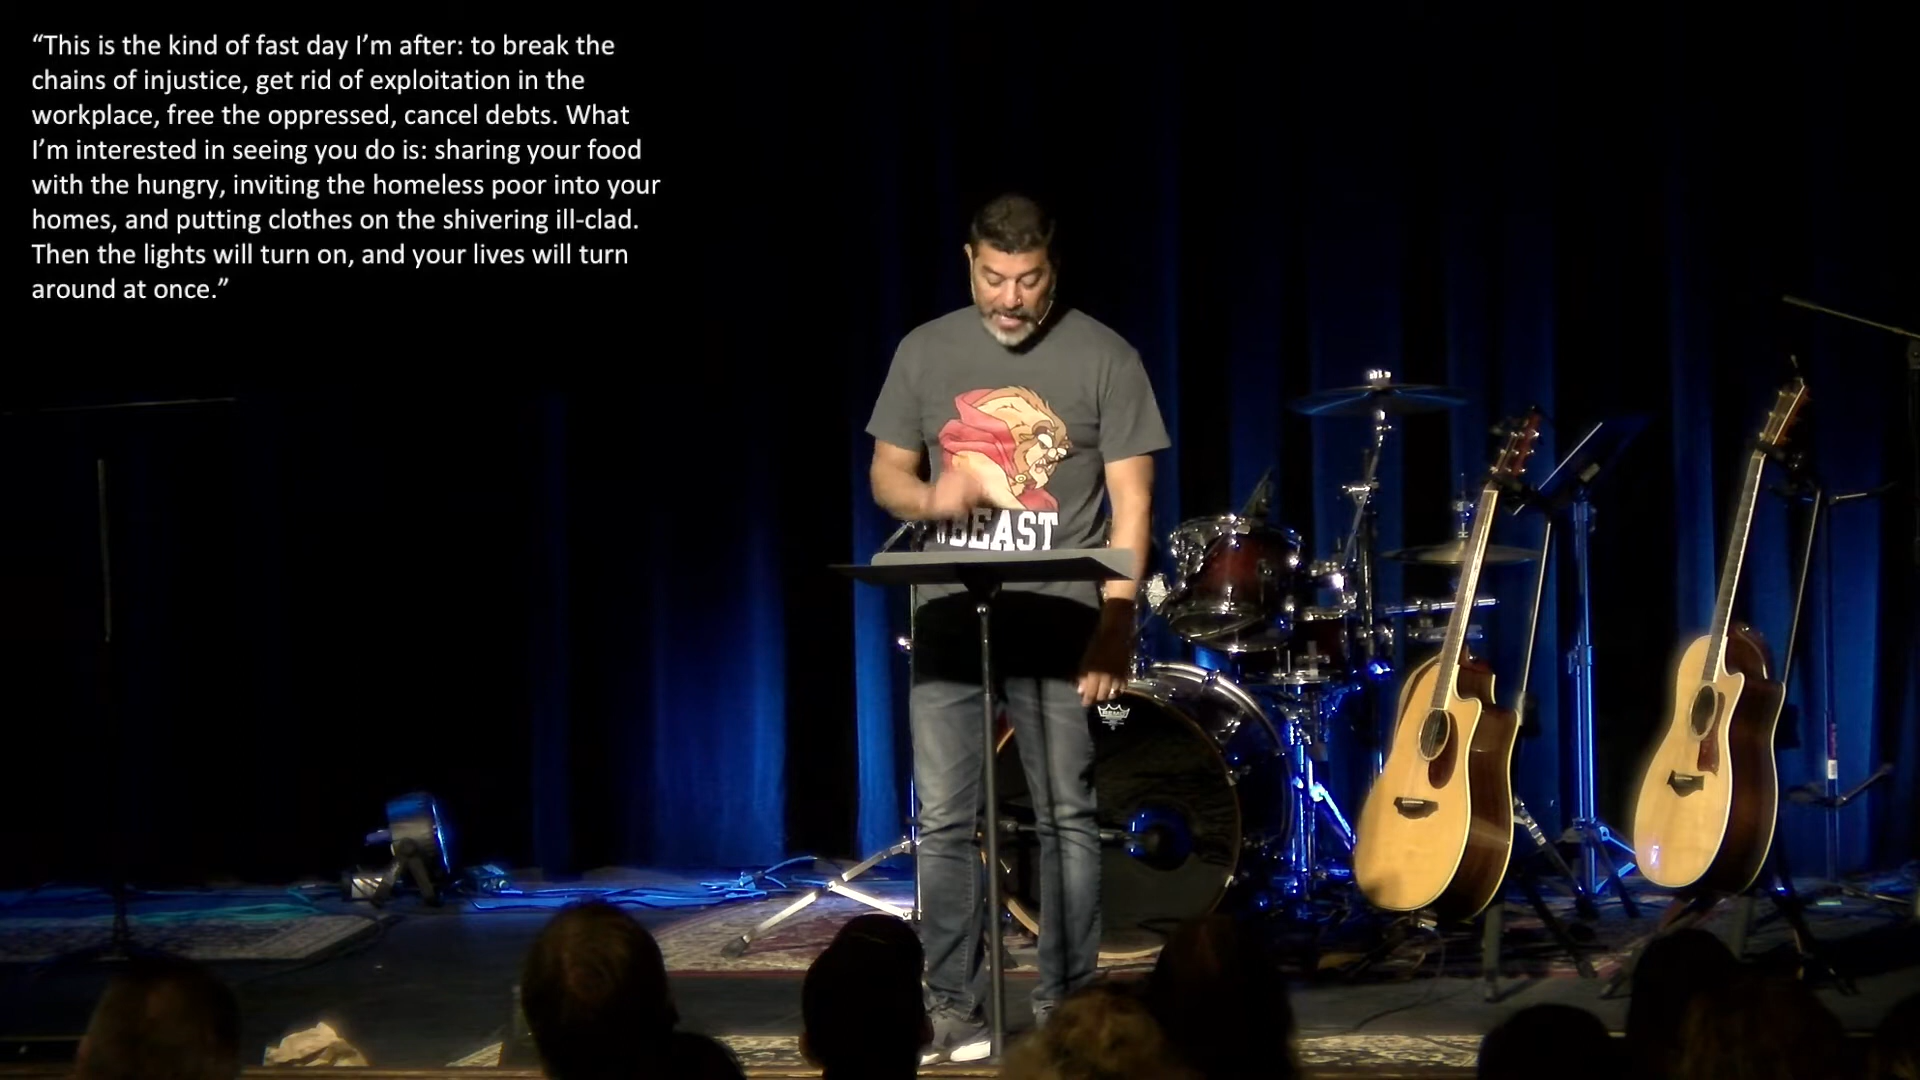 “This is the kind of fast day I’m after: to break the
chains of injustice, get rid of exploitation in the
workplace, free the oppressed, cancel debts. What
I’m interested in seeing you do is: sharing your food
with the hungry, inviting the homeless poor into your
homes, and putting clothes on the shivering ill-clad.
Then the lights will turn on, and your lives will turn
around at once.”
BEAST
REMO